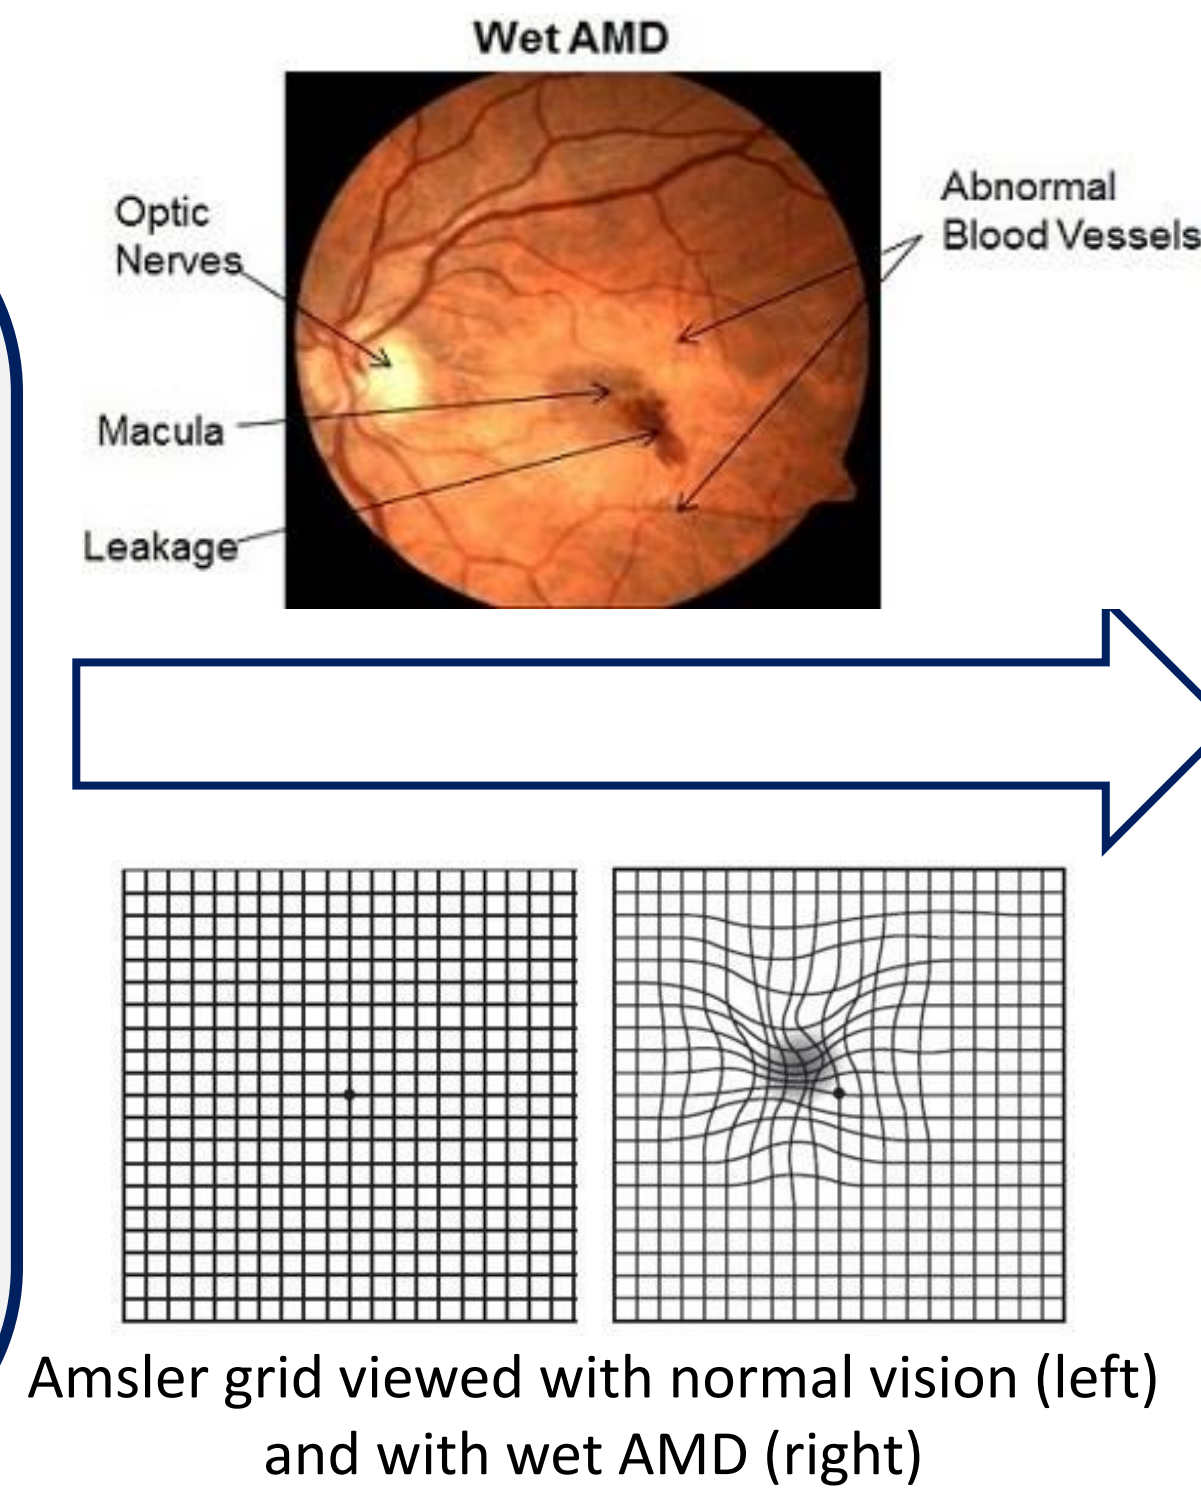 Wet AMD
Optic
Nerves
Abnormal
Blood Vessels
Macula
Leakage
Amsler grid viewed with normal vision (left)
and with wet AMD (right)